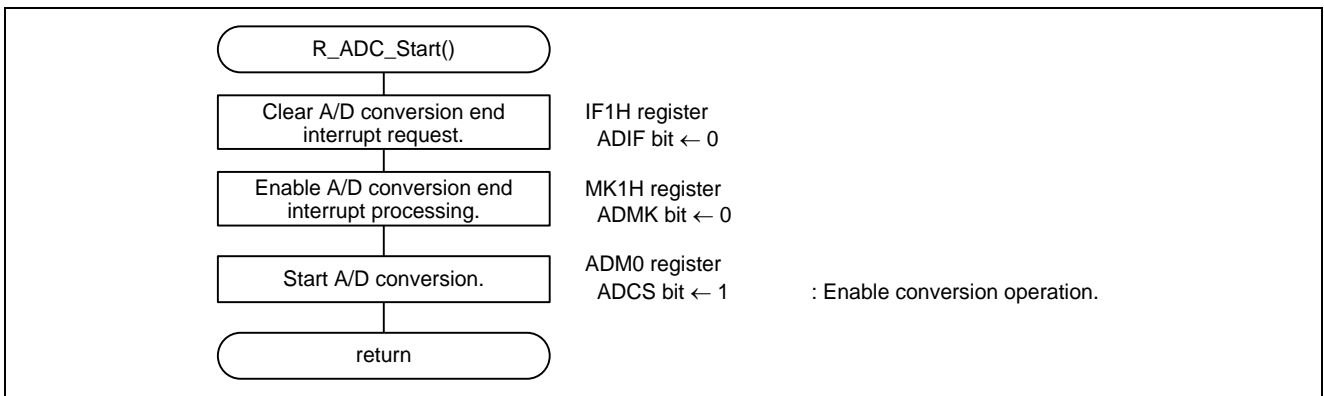 R_ADC_Start()
Clear A/D conversion end
interrupt request.
IF1H register
ADIF bit ← 0
Enable A/D conversion end
interrupt processing.
MK1H register
ADMK bit ← 0
Start A/D conversion.
ADM0 register
ADCS bit ← 1 : Enable conversion operation.
return